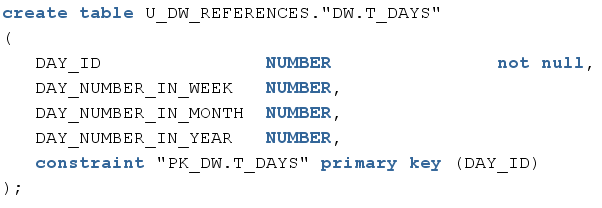 create table U_DW_REFERENCES."DW.T_DAYS"
(
   DAY_ID               NUMBER               not null,
   DAY_NUMBER_IN_WEEK   NUMBER,
   DAY_NUMBER_IN_MONTH  NUMBER,
   DAY_NUMBER_IN_YEAR   NUMBER,
   constraint "PK_DW.T_DAYS" primary key (DAY_ID)
);